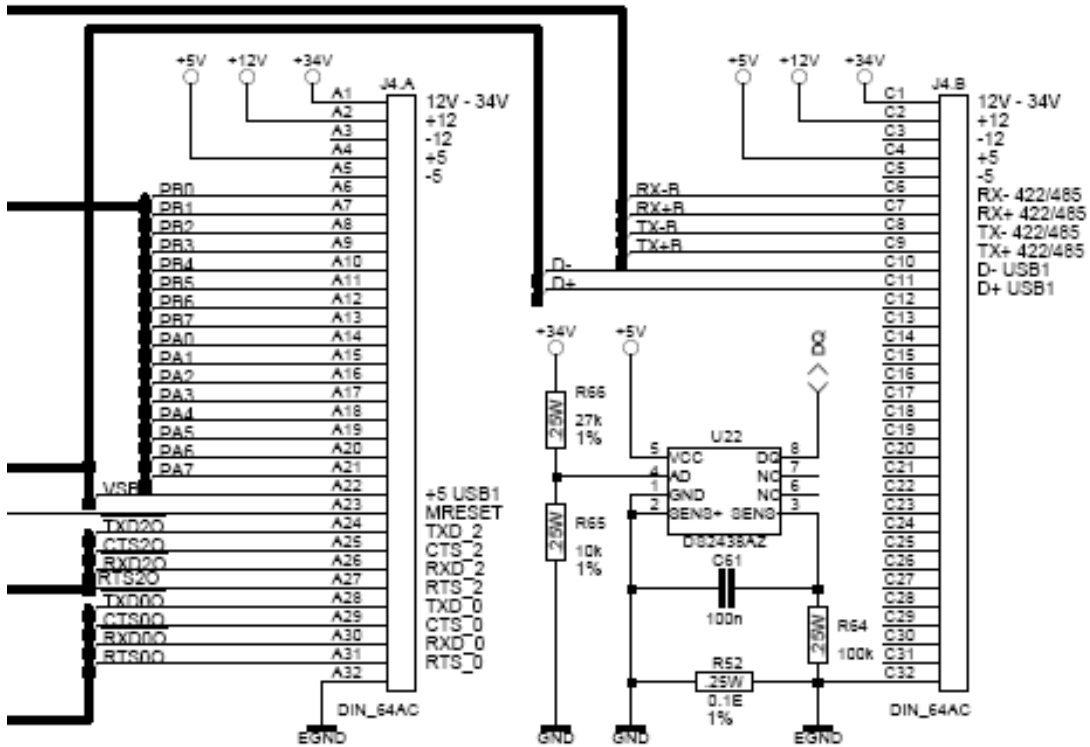 +5V +12V +34V
J4.A
A1 12V - 34V
A2 +12
A3 -12
A4 +5
A5 -5
PB0 A6
PB1 A7
PB2 A8
PB3 A9
PB4 A10
PB5 A11
PB6 A12
PB7 A13
PA0 A14
PA1 A15
PA2 A16
PA3 A17
PA4 A18
PA5 A19
PA6 A20
PA7 A21
VSB A22 +5 USB1
A23 MRESET
TXD2O A24 TXD_2
CTS2O A25 CTS_2
RXD2O A26 RXD_2
RTS2O A27 RTS_2
TXD0O A28 TXD_0
CTS0O A29 CTS_0
RXD0O A30 RXD_0
RTS0O A31 RTS_0
A32
DIN_64AC
EGND
+5V +12V +34V
J4.B
C1 12V - 34V
C2 +12
C3 -12
C4 +5
C5 -5
RX-B C6 RX- 422/485
RX+B C7 RX+ 422/485
TX-B C8 TX- 422/485
TX+B C9 TX+ 422/485
D- C10 D- USB1
D+ C11 D+ USB1
C12
C13
C14
C15
C16
C17
C18
C19
C20
C21
C22
C23
C24
C25
C26
C27
C28
C29
C30
C31
C32
DIN_64AC
+34V +5V DQ
R66
.25W
27k
1%
R65
.25W
10k
1%
U22
5 VCC DQ 8
4 AD NC 7
1 GND NC 6
2 SENS+ SENS- 3
DS2438AZ
C61
100n
R64
.25W
100k
R52
.25W
0.1E
1%
GND GND EGND